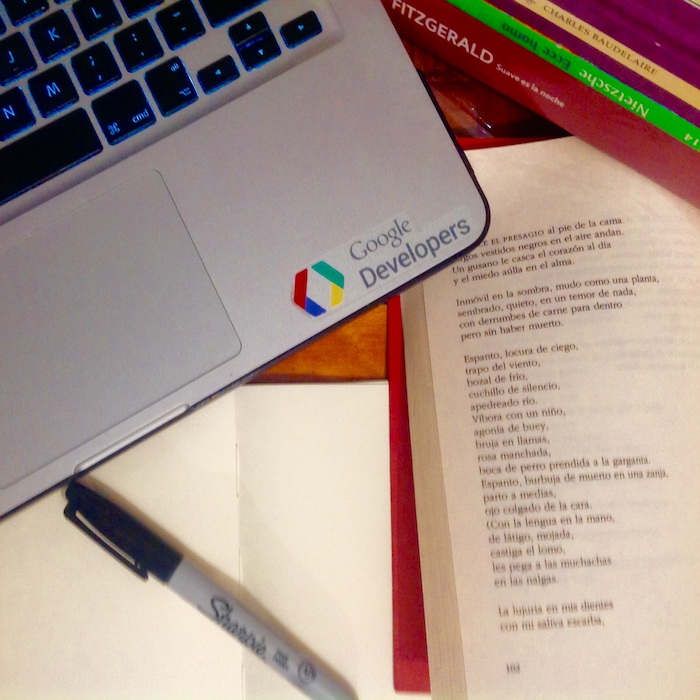 J
K
L
:
;
"
'
N
M
<
,
>
.
?
/
⌘ cmd
alt
⌥
Google
Developers
FITZGERALD Suave es la noche
Nietzsche Ecce homo 14
CHARLES BAUDELAIRE
CE EL PRESAGIO al pie de la cama.
gos vestidos negros en el aire andan.
Un gusano le casca el corazón al día
y el miedo aúlla en el alma.
Inmóvil en la sombra, mudo como una planta,
sembrado, quieto, en un temor de nada,
con derrumbes de carne para dentro
pero sin haber muerto.
Espanto, locura de ciego,
trapo del viento,
bozal de frío,
cuchillo de silencio,
apedreado río.
Víbora con un niño,
agonía de buey,
bruja en llamas,
rosa manchada,
boca de perro prendida a la garganta.
Espanto, burbuja de muerto en una zanja,
parto a medias,
ojo colgado de la cara.
(Con la lengua en la mano,
de látigo, mojada,
castiga el lomo,
les pega a las muchachas
en las nalgas.
La lujuria en mis dientes
con mi saliva escarba,
102
Sharpie